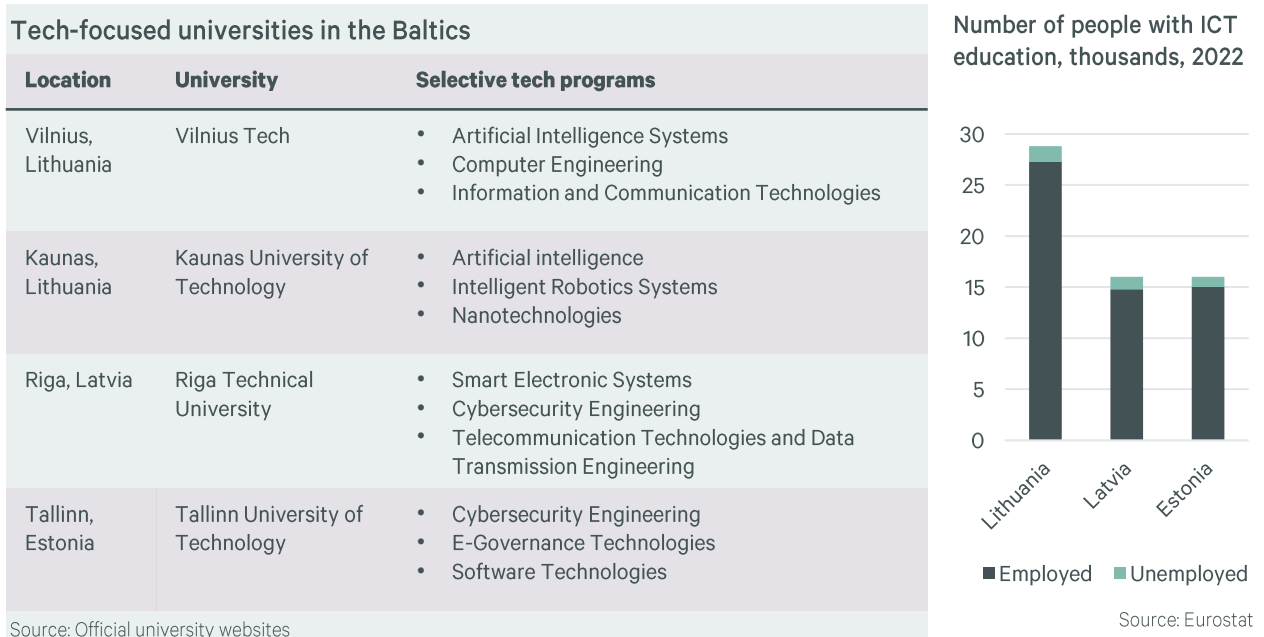 Tech-focused universities in the Baltics
Location University Selective tech programs
Vilnius, Vilnius Tech • Artificial Intelligence Systems
Lithuania • Computer Engineering
• Information and Communication Technologies
Kaunas, Kaunas University of • Artificial intelligence
Lithuania Technology • Intelligent Robotics Systems
• Nanotechnologies
Riga, Latvia Riga Technical • Smart Electronic Systems
University • Cybersecurity Engineering
• Telecommunication Technologies and Data
Transmission Engineering
Tallinn, Tallinn University of • Cybersecurity Engineering
Estonia Technology • E-Governance Technologies
• Software Technologies
Source: Official university websites
Number of people with ICT
education, thousands, 2022
30
25
20
15
10
5
0
Lithuania Latvia Estonia
Employed Unemployed
Source: Eurostat